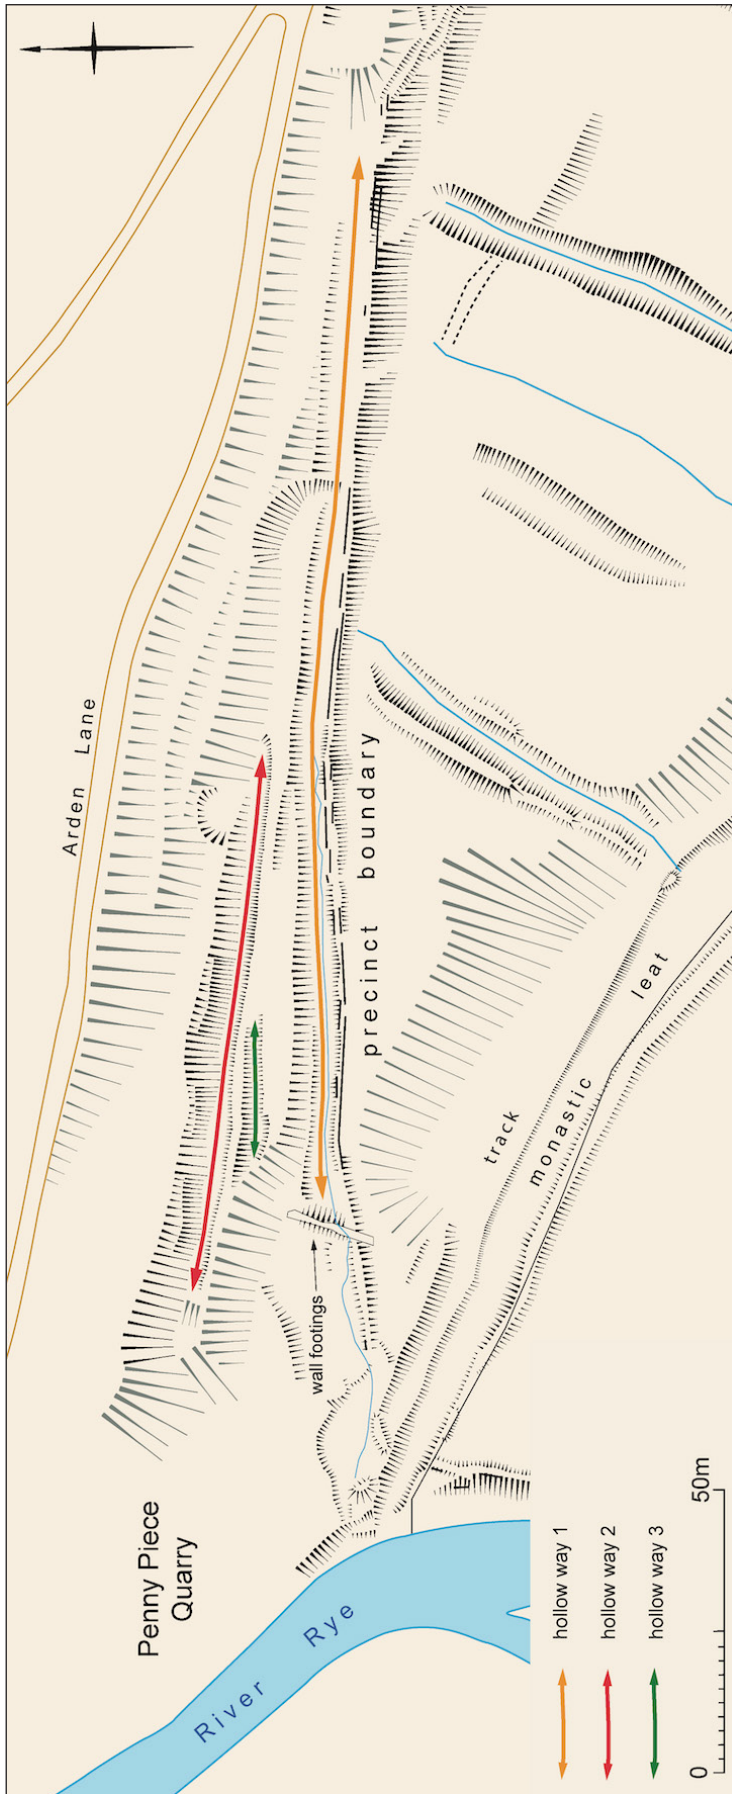 Arden Lane
precinct boundary
track
monastic leat
wall footings
Penny Piece
Quarry
River Rye
hollow way 1
hollow way 2
hollow way 3
0
50m